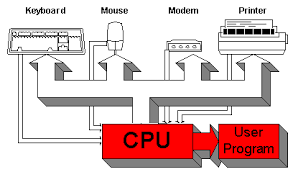 Keyboard Mouse Modem Printer
CPU
User
Program